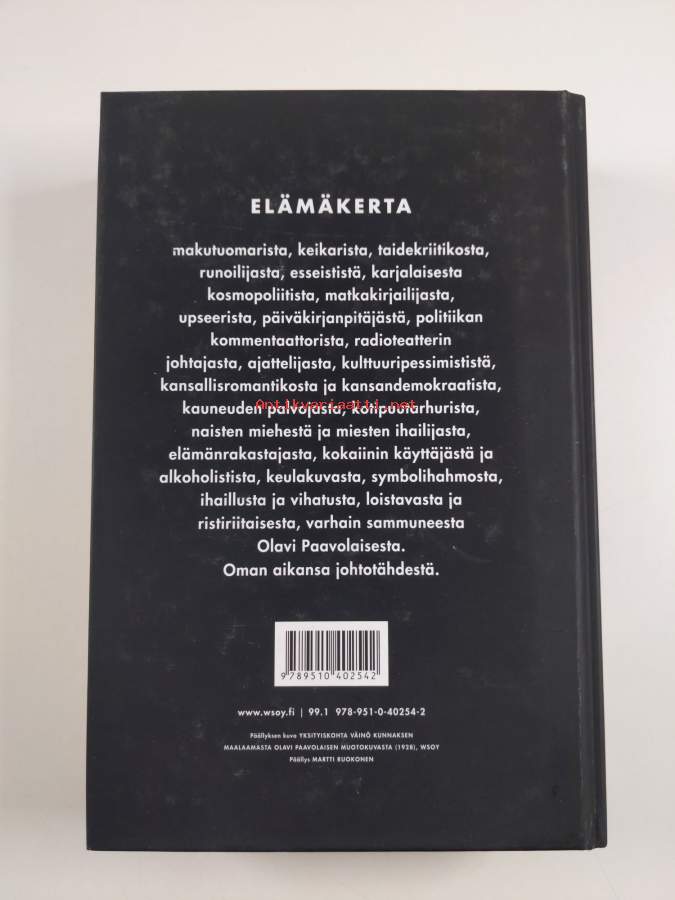 ELÄMÄKERTA
makutuomarista, keikarista, taidekriitikosta,
runoilijasta, esseististä, karjalaisesta
kosmopoliitista, matkakirjailijasta,
upseerista, päiväkirjanpitäjästä, politiikan
kommentaattorista, radioteatterin
johtajasta, ajattelijasta, kulttuuripessimististä,
kansallisromantikosta ja kansandemokraatista,
kauneuden palvojasta, kotipuutarhurista,
Antikvariaatti.net
naisten miehestä ja miesten ihailijasta,
elämänrakastajasta, kokaiinin käyttäjästä ja
alkoholistista, keulakuvasta, symbolihahmosta,
ihaillusta ja vihatusta, loistavasta ja
ristiriitaisesta, varhain sammuneesta
Olavi Paavolaisesta.
Oman aikansa johtotähdestä.
9789510402542
www.wsoy.fi | 99.1 978-951-0-40254-2
Päällyksen kuva YKSITYISKOHTA VÄINÖ KUNNAKSEN
MAALAAMASTA OLAVI PAAVOLAISEN MUOTOKUVASTA (1928), WSOY
Päällys MARTTI RUOKONEN